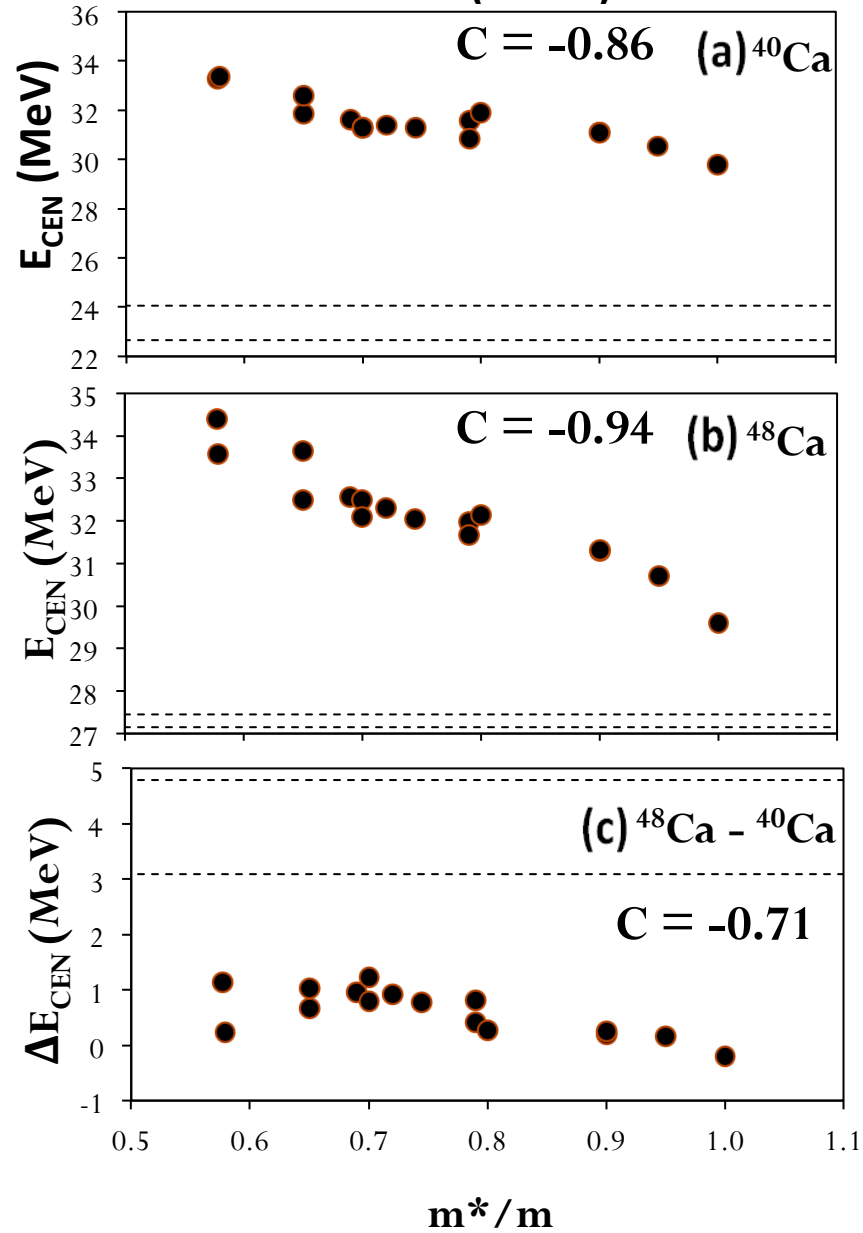 C = -0.86 (a) ⁴⁰Ca
E_CEN (MeV)
36
34
32
30
28
26
24
22
C = -0.94 (b) ⁴⁸Ca
E_CEN (MeV)
35
34
33
32
31
30
29
28
27
(c) ⁴⁸Ca - ⁴⁰Ca
C = -0.71
ΔE_CEN (MeV)
5
4
3
2
1
0
-1
0.5 0.6 0.7 0.8 0.9 1.0 1.1
m*/m